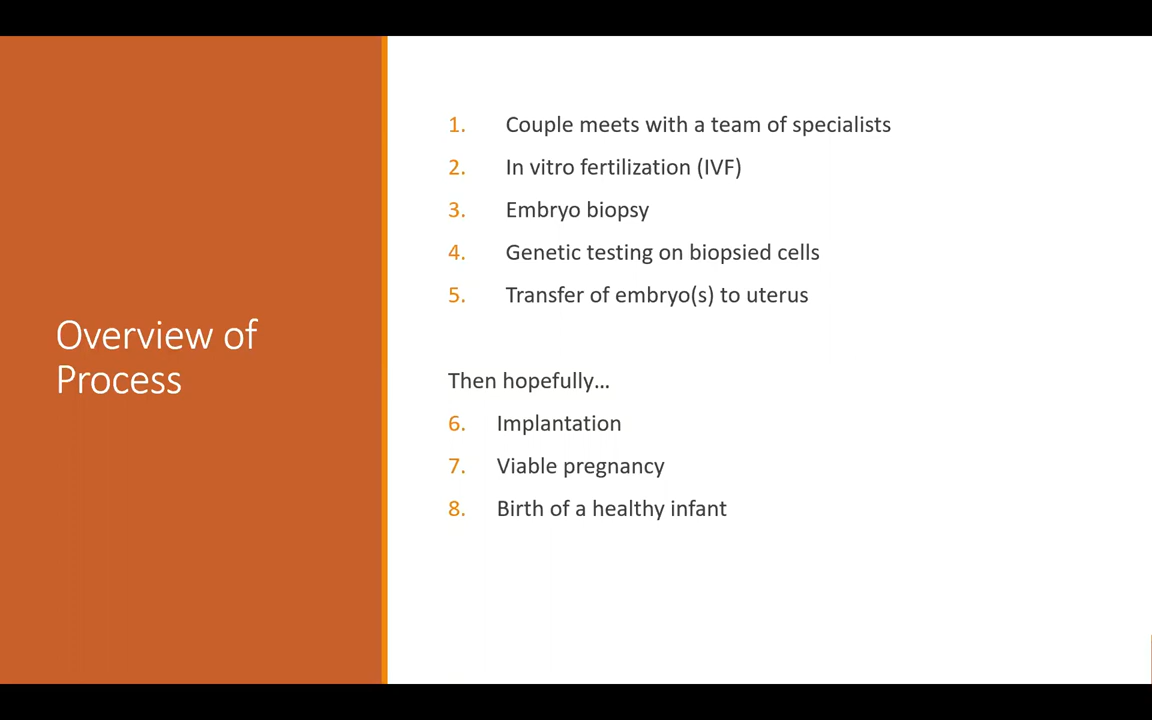 Overview of
Process
1. Couple meets with a team of specialists
2. In vitro fertilization (IVF)
3. Embryo biopsy
4. Genetic testing on biopsied cells
5. Transfer of embryo(s) to uterus
Then hopefully…
6. Implantation
7. Viable pregnancy
8. Birth of a healthy infant